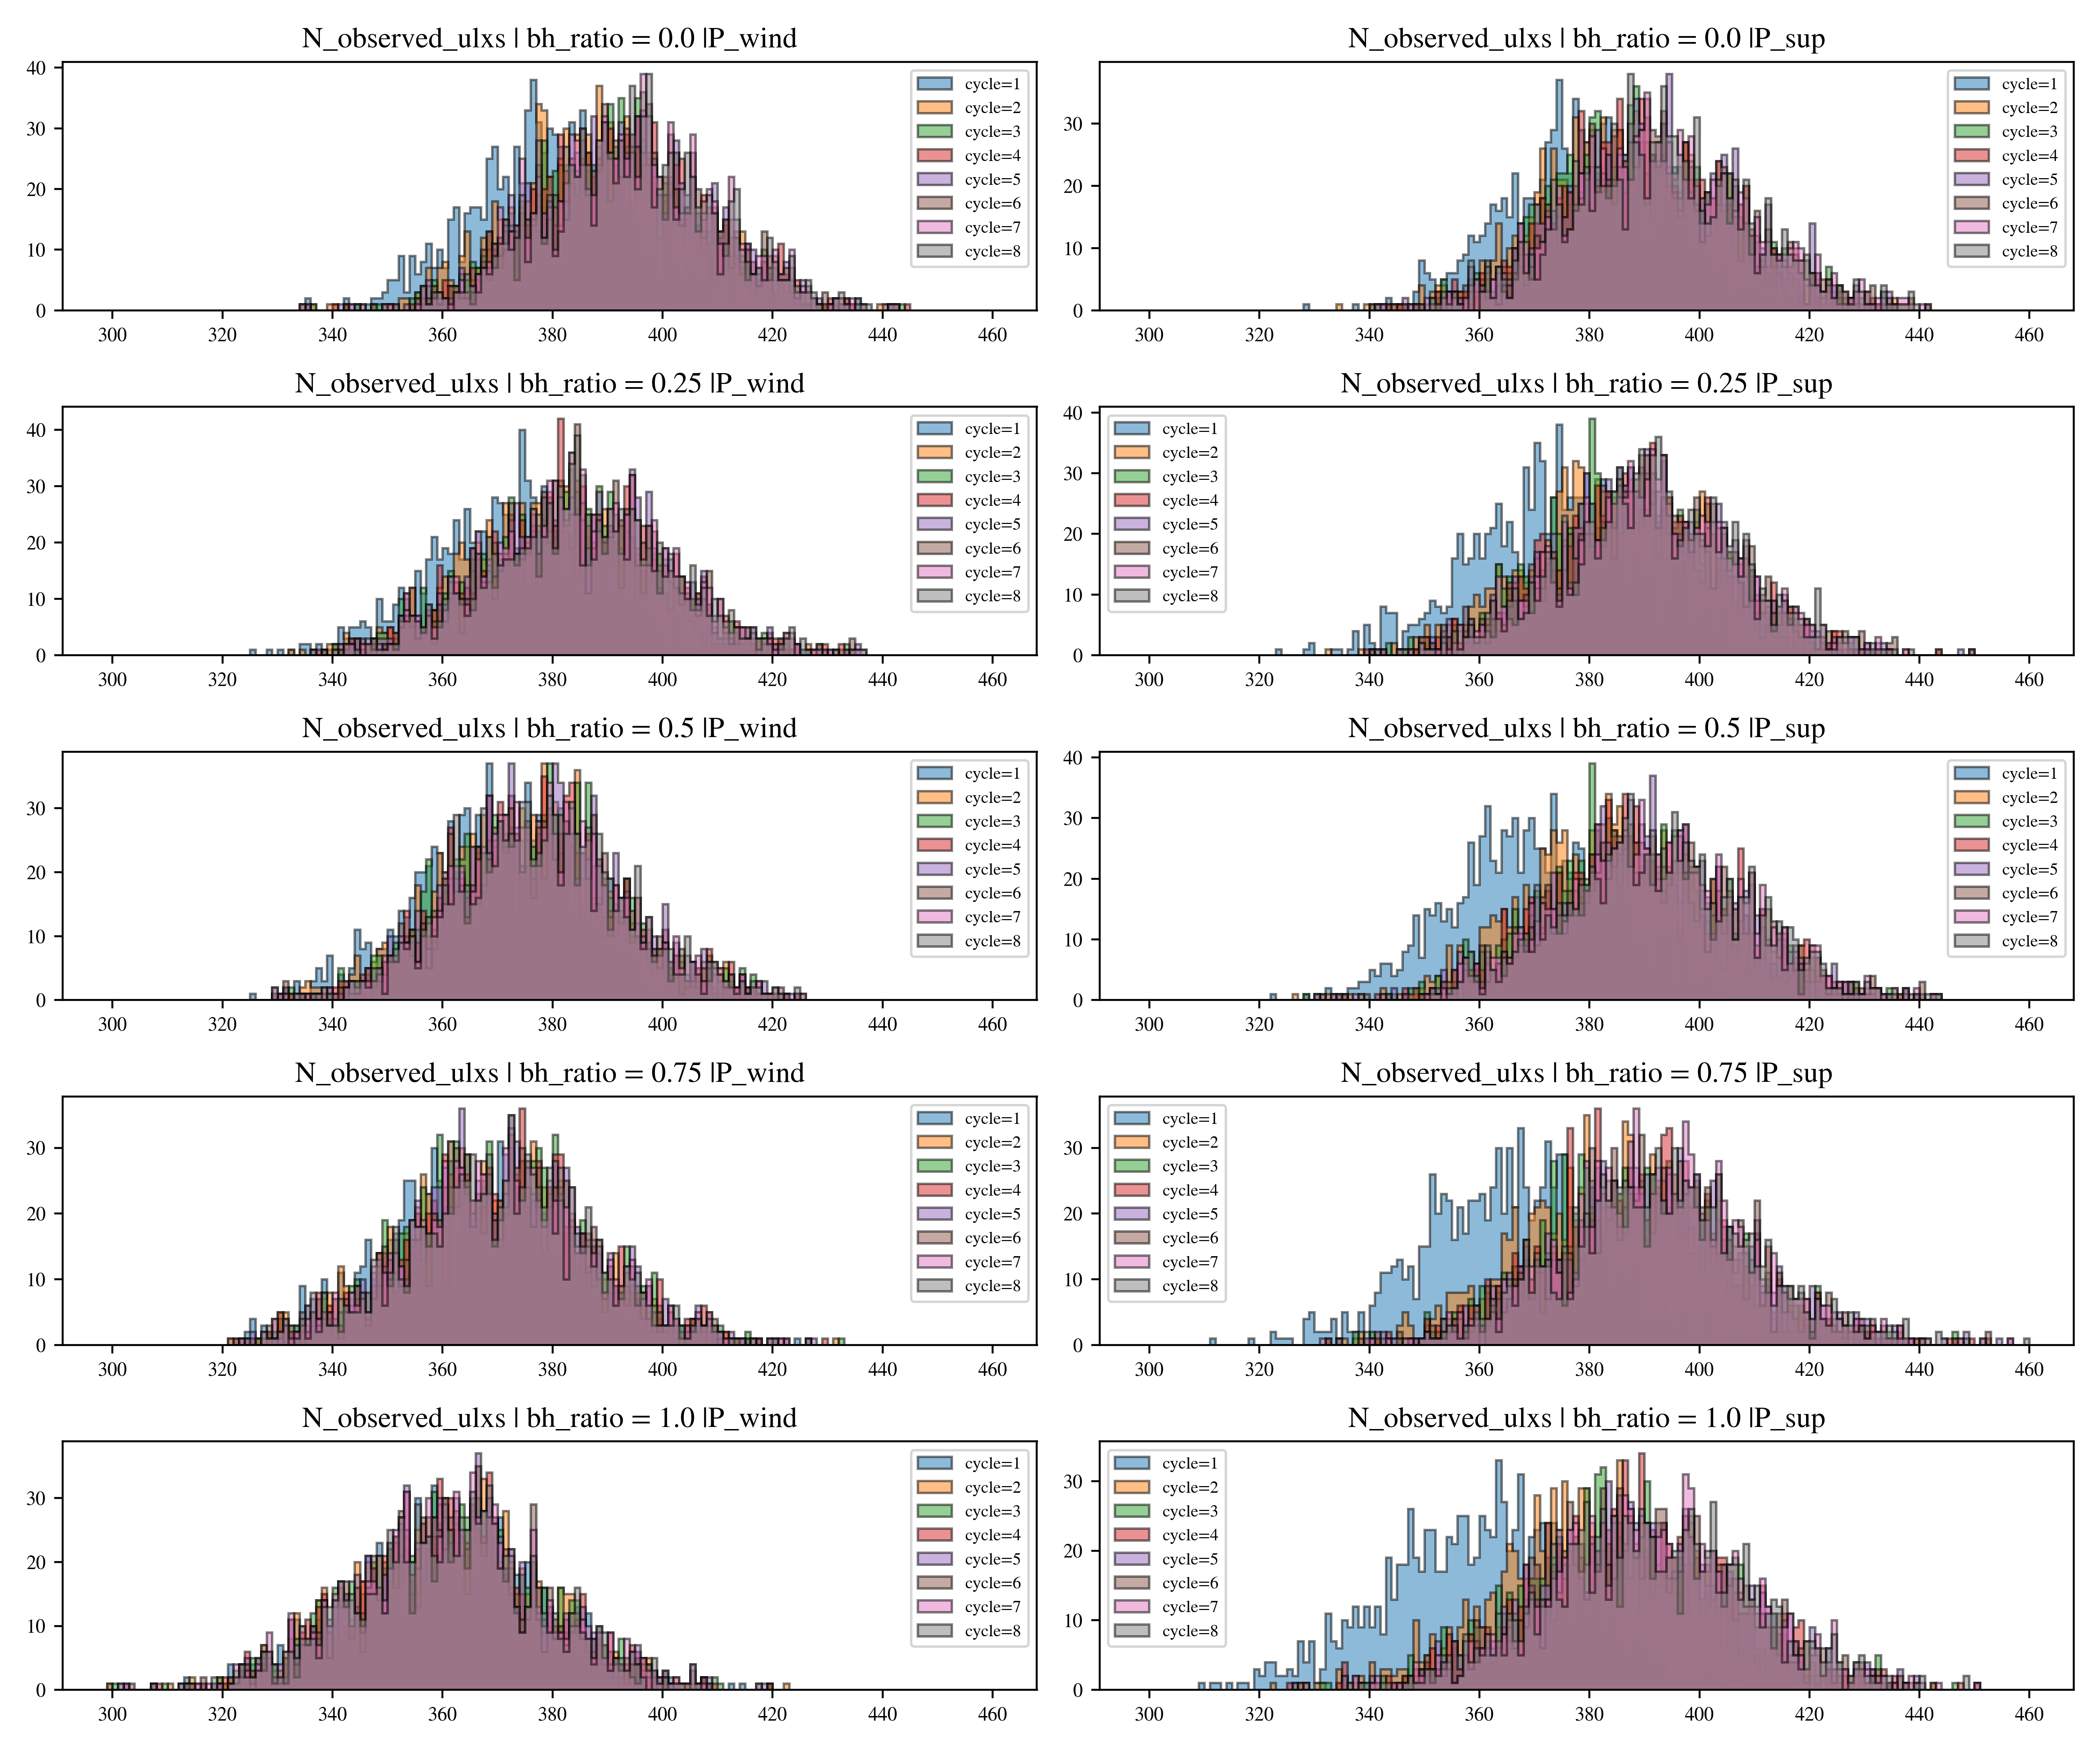 N_observed_ulxs | bh_ratio = 0.0 |P_wind
40
30
20
10
0
300 320 340 360 380 400 420 440 460
cycle=1
cycle=2
cycle=3
cycle=4
cycle=5
cycle=6
cycle=7
cycle=8
N_observed_ulxs | bh_ratio = 0.0 |P_sup
30
20
10
0
300 320 340 360 380 400 420 440 460
cycle=1
cycle=2
cycle=3
cycle=4
cycle=5
cycle=6
cycle=7
cycle=8
N_observed_ulxs | bh_ratio = 0.25 |P_wind
40
30
20
10
0
300 320 340 360 380 400 420 440 460
cycle=1
cycle=2
cycle=3
cycle=4
cycle=5
cycle=6
cycle=7
cycle=8
N_observed_ulxs | bh_ratio = 0.25 |P_sup
40
30
20
10
0
300 320 340 360 380 400 420 440 460
cycle=1
cycle=2
cycle=3
cycle=4
cycle=5
cycle=6
cycle=7
cycle=8
N_observed_ulxs | bh_ratio = 0.5 |P_wind
30
20
10
0
300 320 340 360 380 400 420 440 460
cycle=1
cycle=2
cycle=3
cycle=4
cycle=5
cycle=6
cycle=7
cycle=8
N_observed_ulxs | bh_ratio = 0.5 |P_sup
40
30
20
10
0
300 320 340 360 380 400 420 440 460
cycle=1
cycle=2
cycle=3
cycle=4
cycle=5
cycle=6
cycle=7
cycle=8
N_observed_ulxs | bh_ratio = 0.75 |P_wind
30
20
10
0
300 320 340 360 380 400 420 440 460
cycle=1
cycle=2
cycle=3
cycle=4
cycle=5
cycle=6
cycle=7
cycle=8
N_observed_ulxs | bh_ratio = 0.75 |P_sup
30
20
10
0
300 320 340 360 380 400 420 440 460
cycle=1
cycle=2
cycle=3
cycle=4
cycle=5
cycle=6
cycle=7
cycle=8
N_observed_ulxs | bh_ratio = 1.0 |P_wind
30
20
10
0
300 320 340 360 380 400 420 440 460
cycle=1
cycle=2
cycle=3
cycle=4
cycle=5
cycle=6
cycle=7
cycle=8
N_observed_ulxs | bh_ratio = 1.0 |P_sup
30
20
10
0
300 320 340 360 380 400 420 440 460
cycle=1
cycle=2
cycle=3
cycle=4
cycle=5
cycle=6
cycle=7
cycle=8